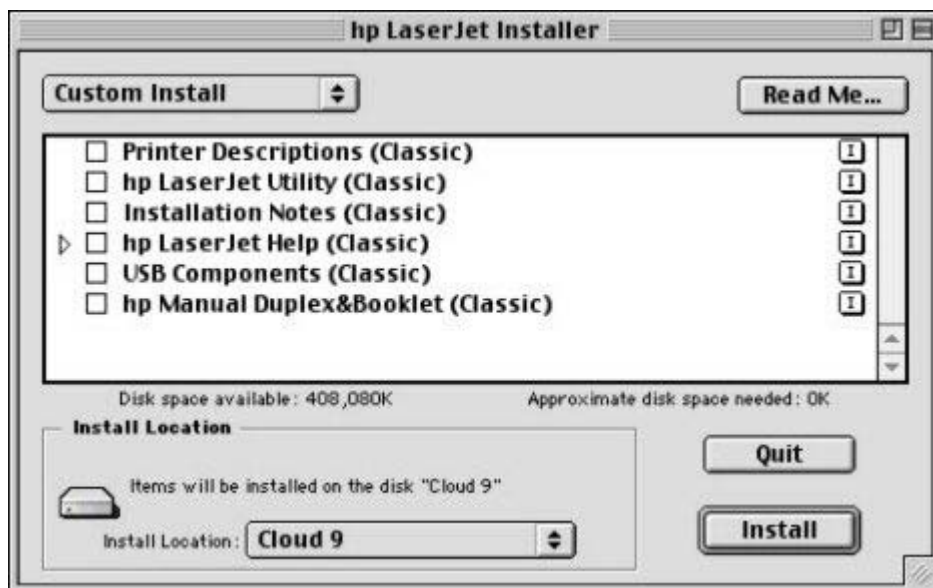 hp LaserJet Installer
Custom Install
Read Me...
Printer Descriptions (Classic)
hp LaserJet Utility (Classic)
Installation Notes (Classic)
hp LaserJet Help (Classic)
USB Components (Classic)
hp Manual Duplex&Booklet (Classic)
Disk space available: 408,080K
Approximate disk space needed: 0K
Install Location
Items will be installed on the disk "Cloud 9"
Install Location: Cloud 9
Quit
Install